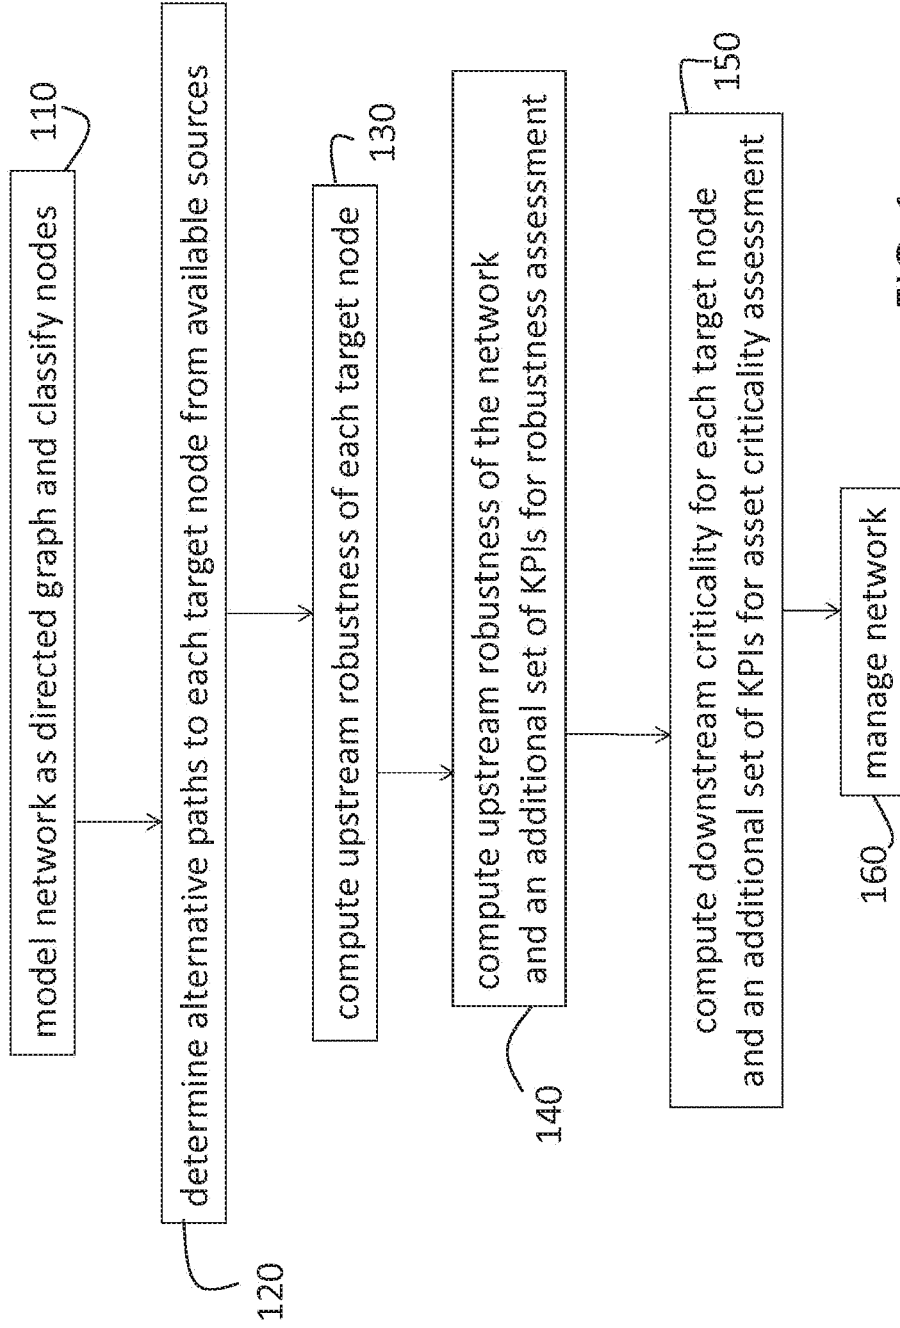 model network as directed graph and classify nodes
110
determine alternative paths to each target node from available sources
120
compute upstream robustness of each target node
130
compute upstream robustness of the network
and an additional set of KPIs for robustness assessment
140
compute downstream criticality for each target node
and an additional set of KPIs for asset criticality assessment
150
manage network
160